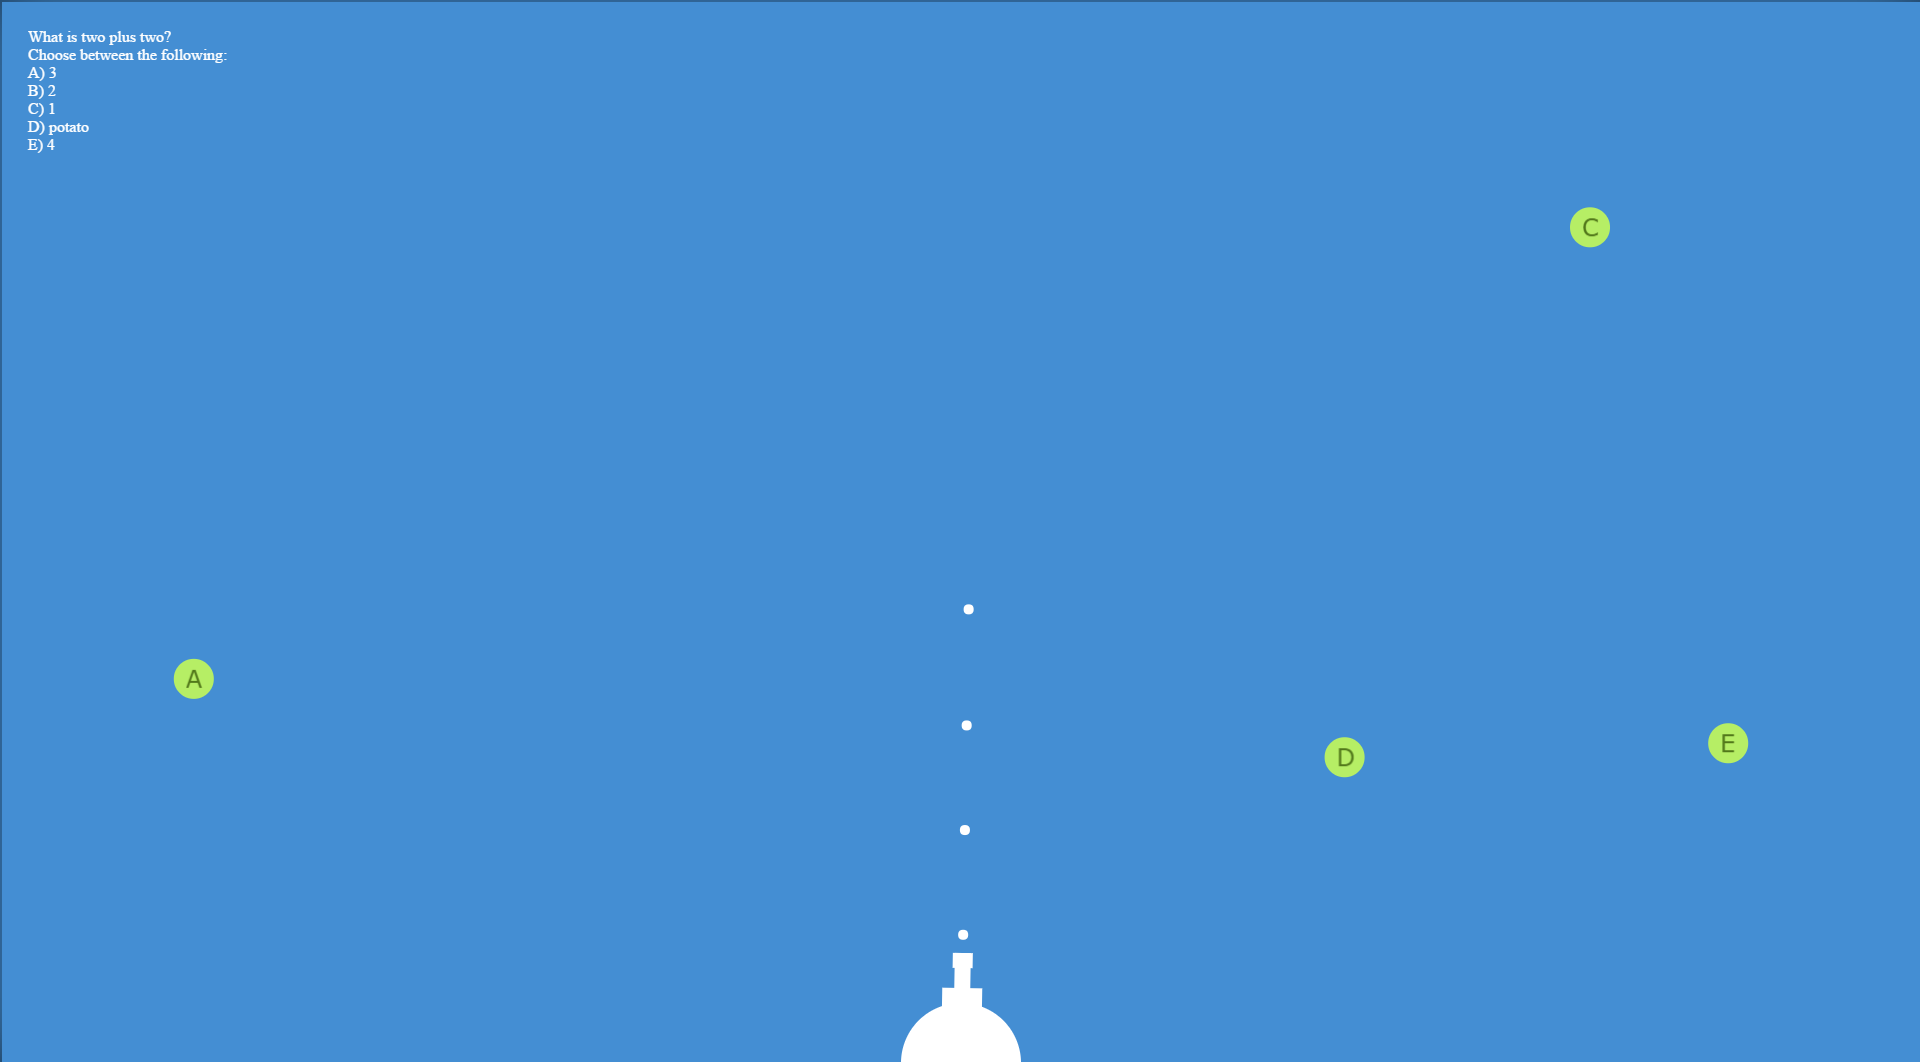 What is two plus two?
Choose between the following:
A) 3
B) 2
C) 1
D) potato
E) 4
C
A
D
E